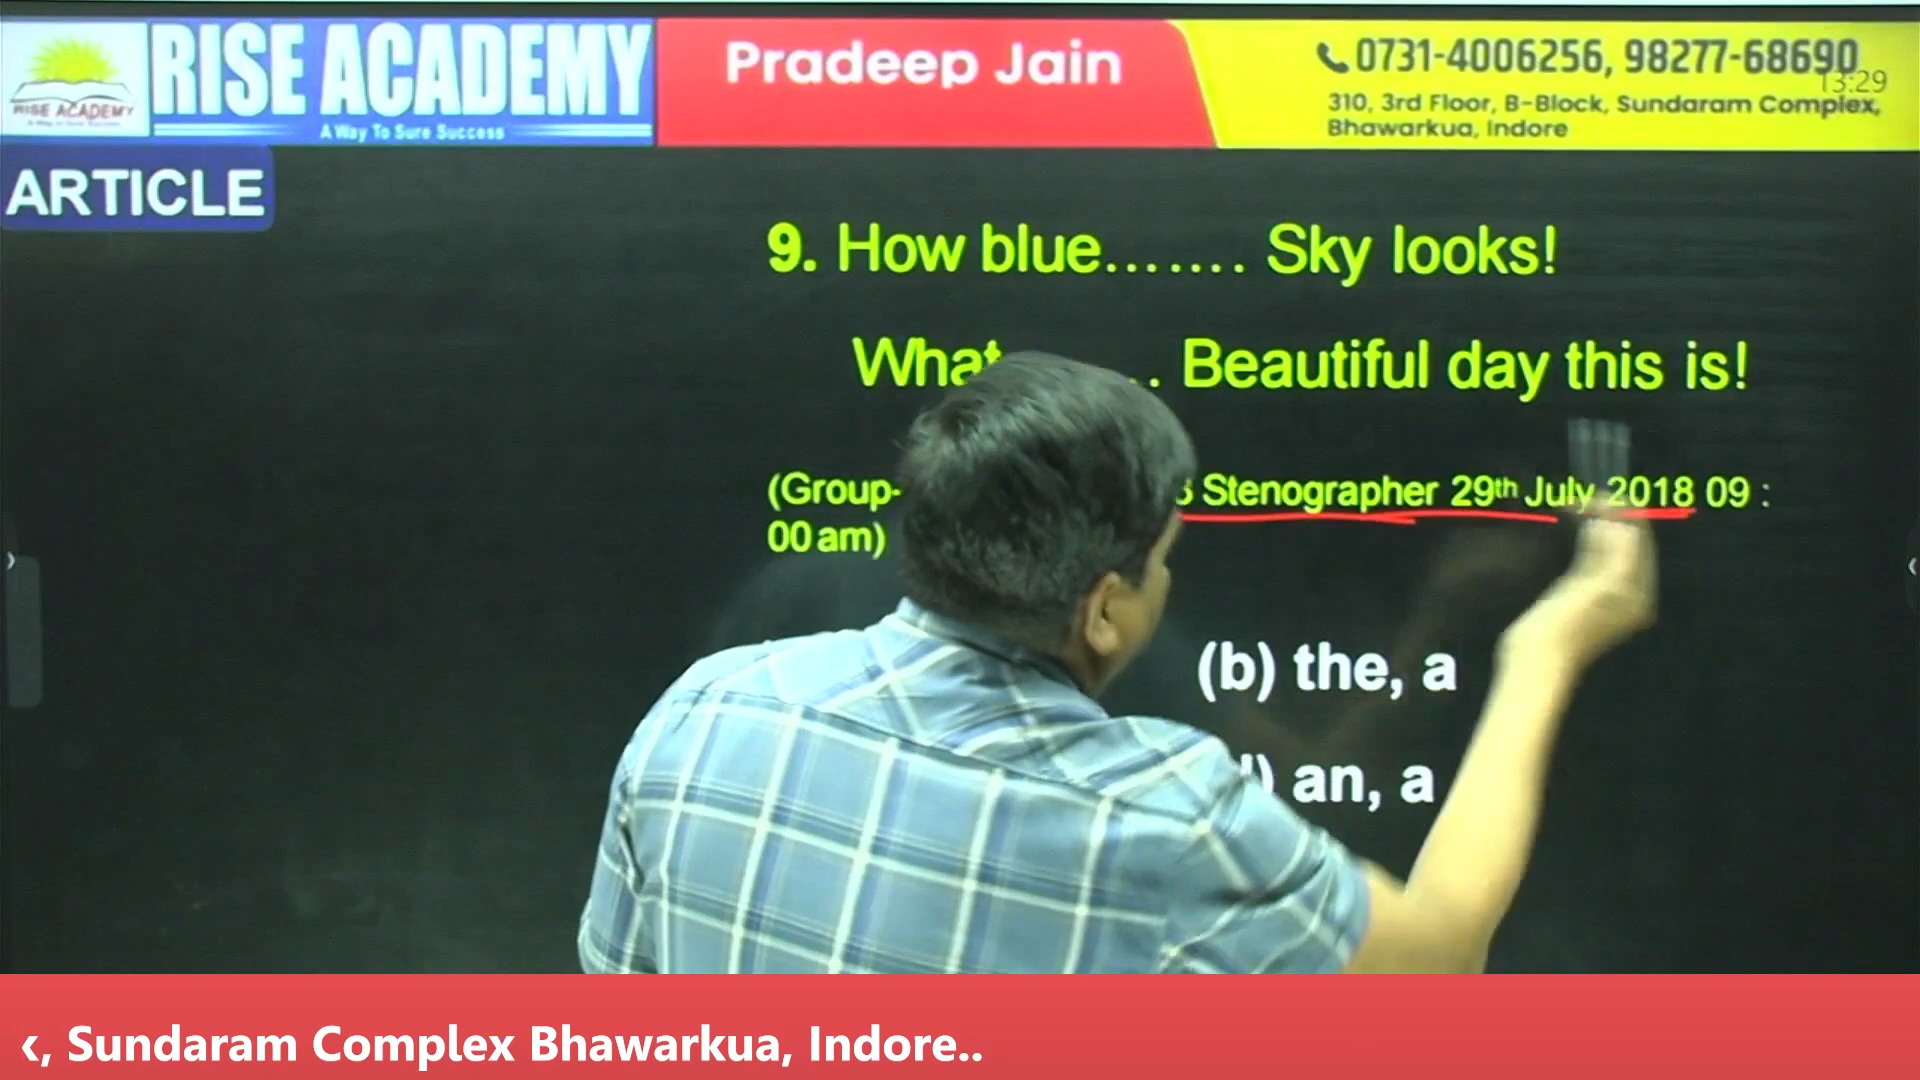 RISE ACADEMY
A Way To Sure Success
RISE ACADEMY
Pradeep Jain
0731-4006256, 98277-68690
13:29
310, 3rd Floor, B-Block, Sundaram Complex,
Bhawarkua, Indore
ARTICLE
9. How blue....... Sky looks!
What . Beautiful day this is!
(Group- Stenographer 29th July 2018 09 :
00 am)
(b) the, a
an, a
, Sundaram Complex Bhawarkua, Indore..